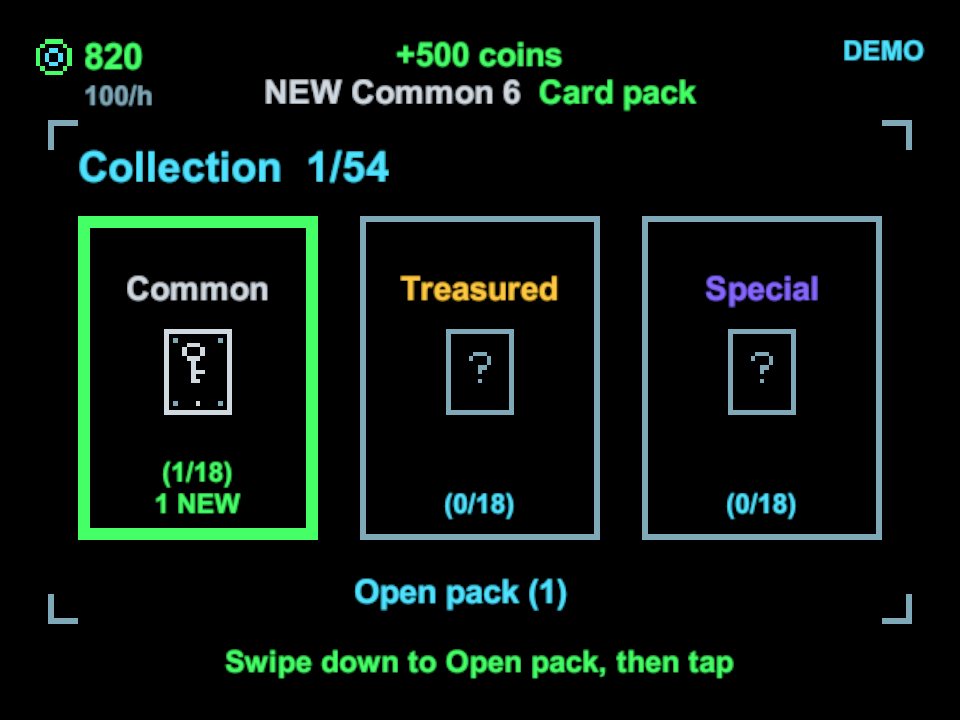 820
100/h
+500 coins
NEW Common 6 Card pack
DEMO
Collection 1/54
Common
(1/18)
1 NEW
Treasured
?
(0/18)
Special
?
(0/18)
Open pack (1)
Swipe down to Open pack, then tap